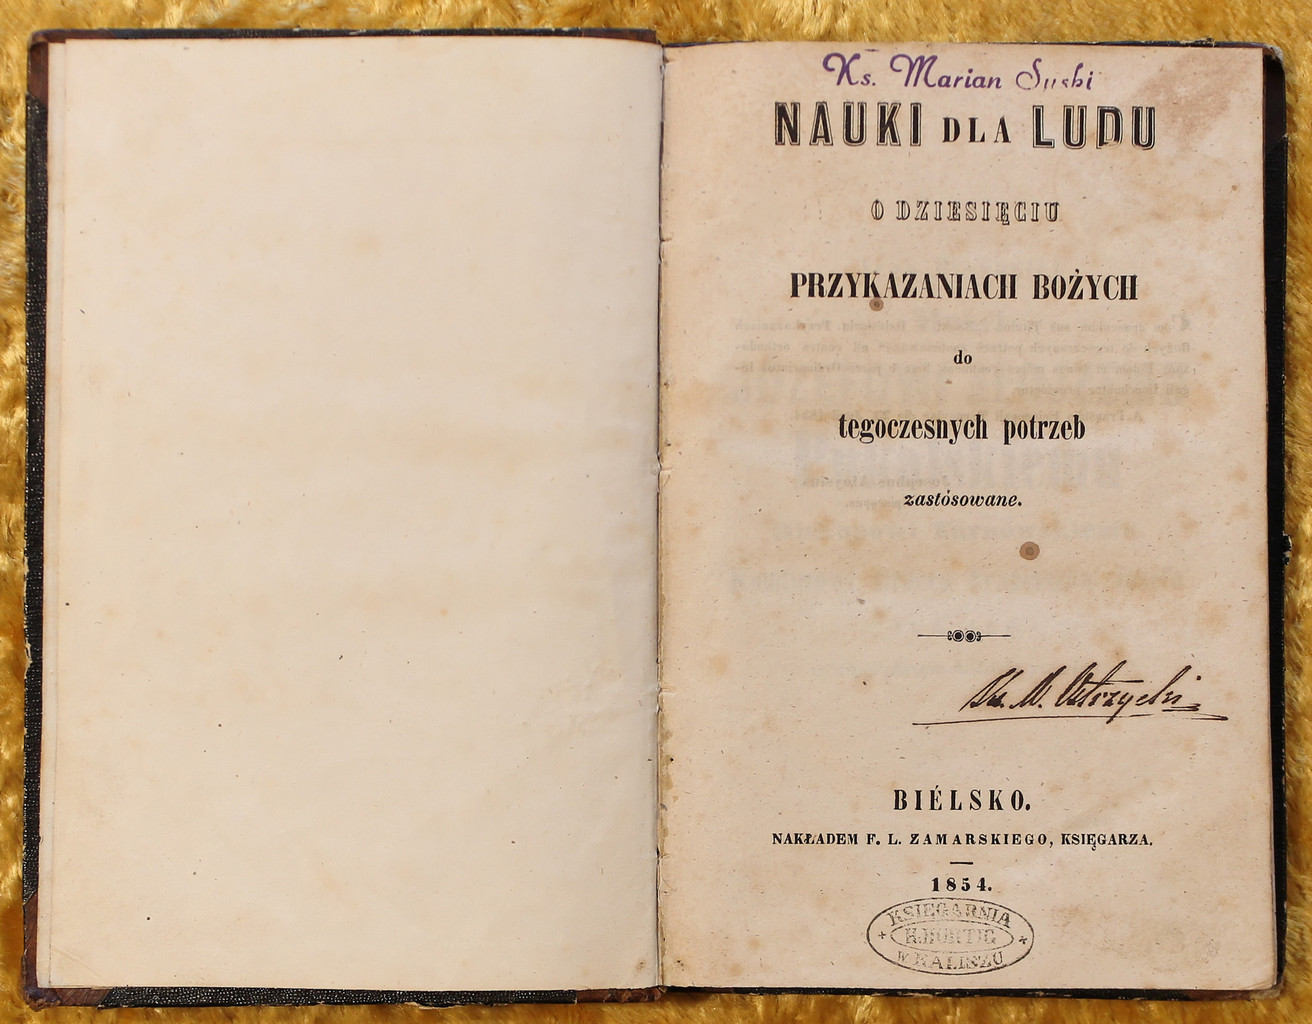 Ks. Marian Suski
NAUKI DLA LUDU
O DZIESIĘCIU
PRZYKAZANIACH BOŻYCH
do
tegoczesnych potrzeb
zastósowane.
BIÉLSKO.
NAKŁADEM F. L. ZAMARSKIEGO, KSIĘGARZA.
1854.
KSIĘGARNIA
W KALISZU